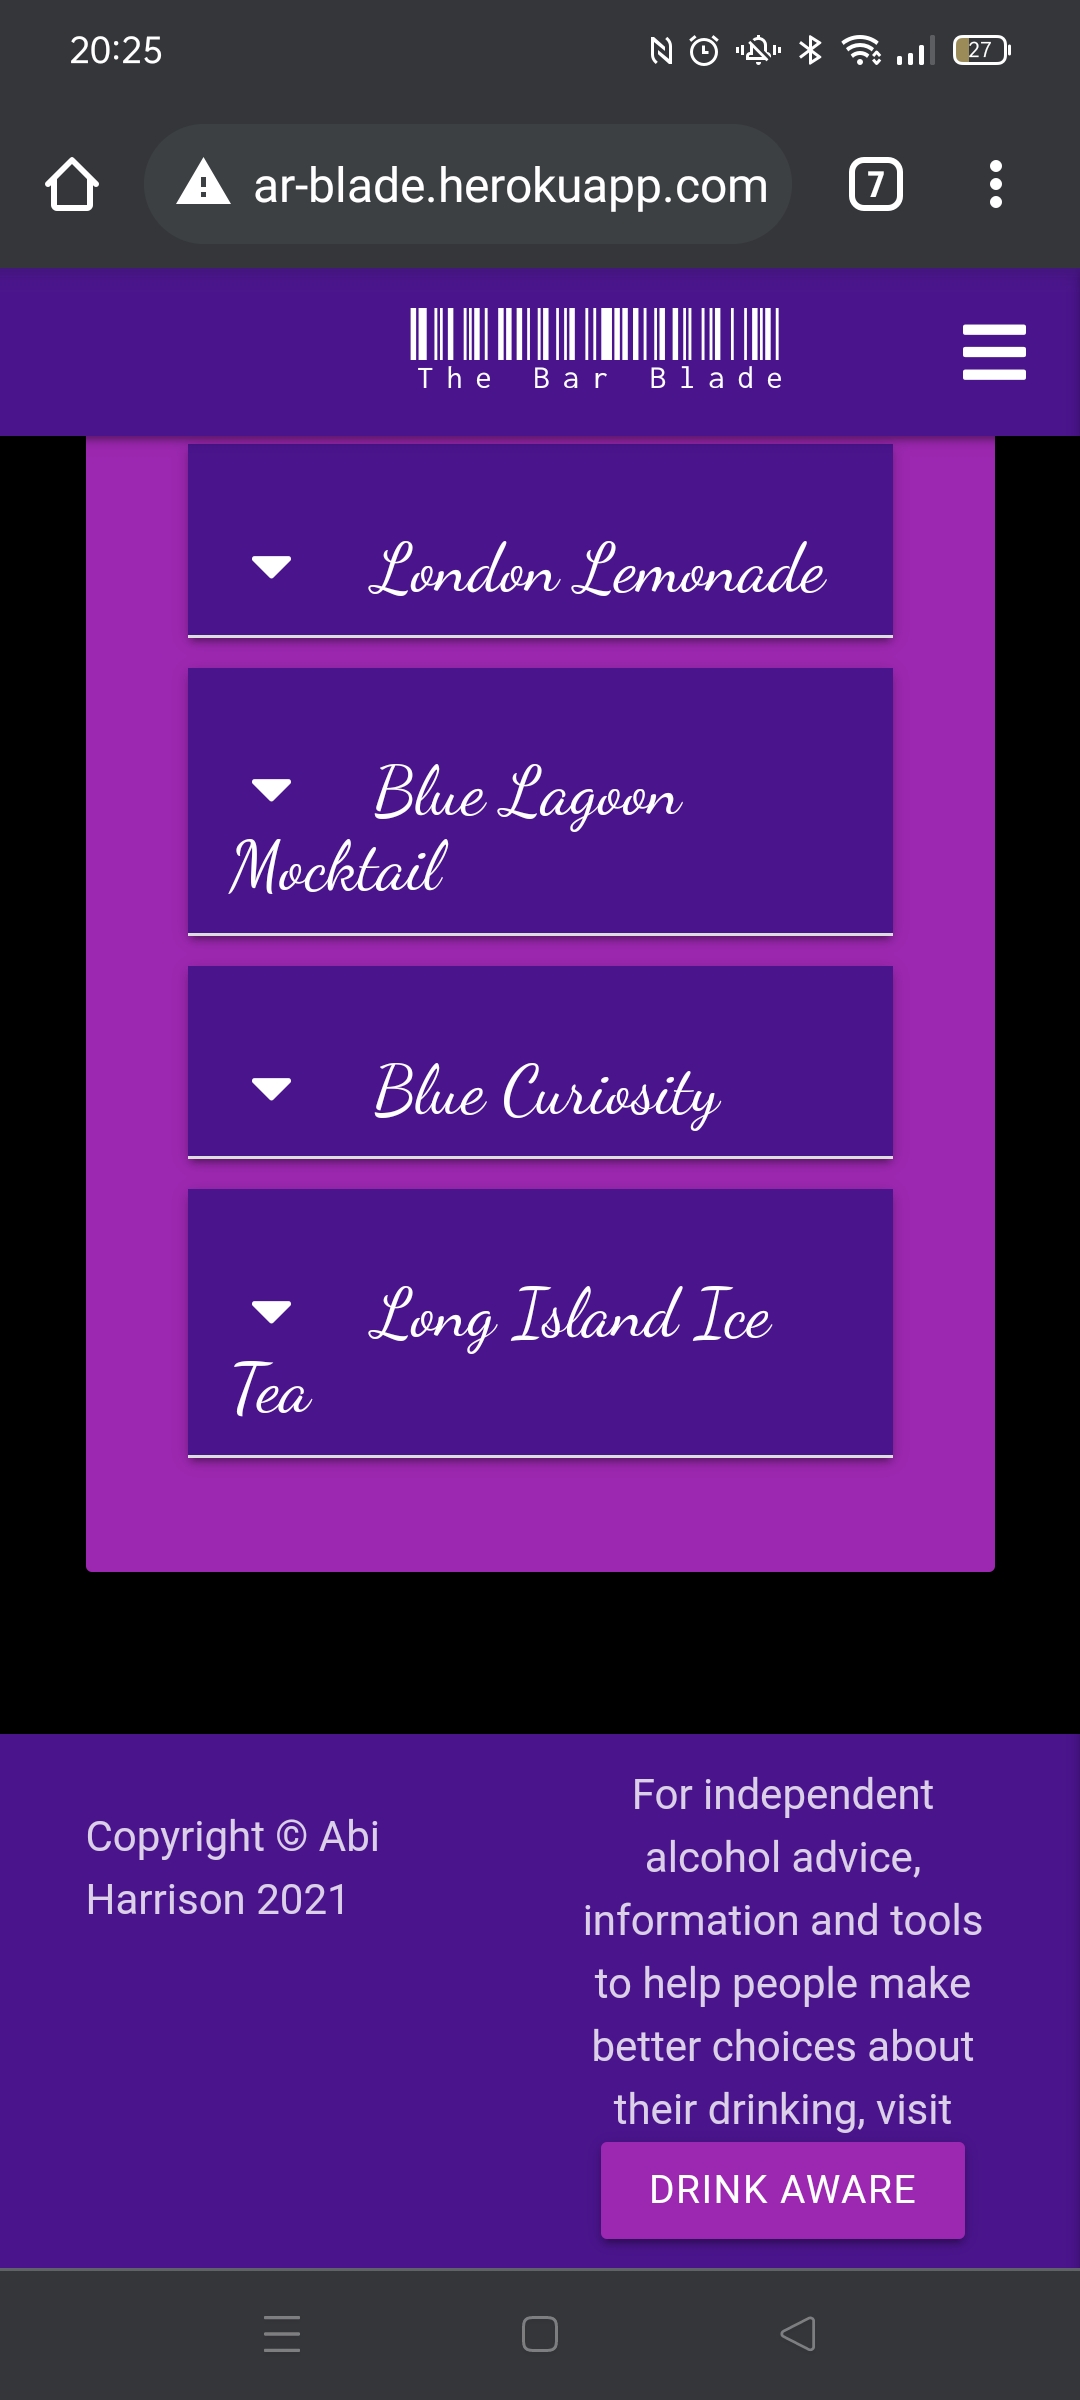 20:25
27
ar-blade.herokuapp.com
7
The Bar Blade
London Lemonade
Blue Lagoon
Mocktail
Blue Curiosity
Long Island Ice
Tea
Copyright © Abi
Harrison 2021
For independent
alcohol advice,
information and tools
to help people make
better choices about
their drinking, visit
DRINK AWARE